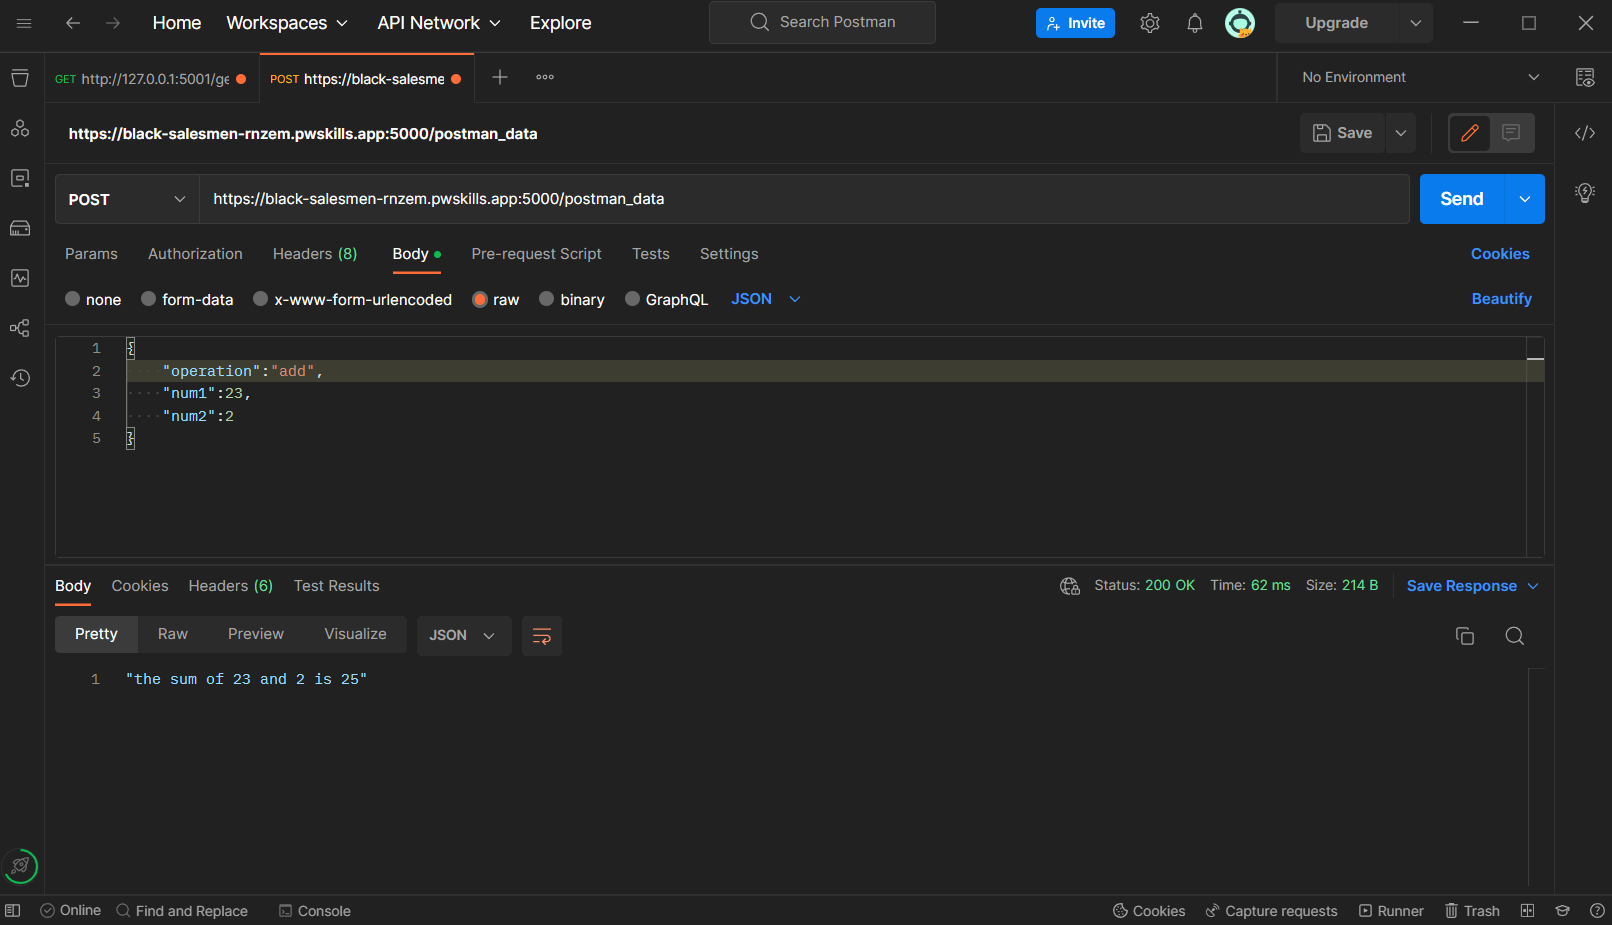 Home Workspaces API Network Explore Search Postman Invite Upgrade
GET http://127.0.0.1:5001/ge POST https://black-salesme No Environment
https://black-salesmen-rnzem.pwskills.app:5000/postman_data Save
POST https://black-salesmen-rnzem.pwskills.app:5000/postman_data Send
Params Authorization Headers (8) Body Pre-request Script Tests Settings Cookies
none form-data x-www-form-urlencoded raw binary GraphQL JSON Beautify
1 {
2 "operation":"add",
3 "num1":23,
4 "num2":2
5 }
Body Cookies Headers (6) Test Results Status: 200 OK Time: 62 ms Size: 214 B Save Response
Pretty Raw Preview Visualize JSON
1 "the sum of 23 and 2 is 25"
Online Find and Replace Console Cookies Capture requests Runner Trash